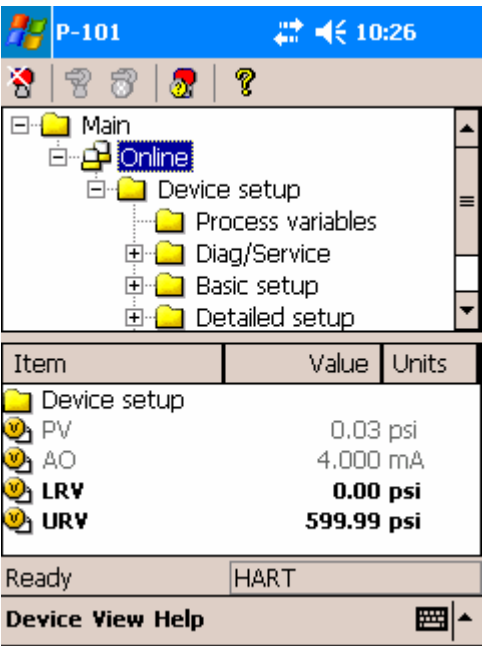 P-101 10:26
Main
Online
Device setup
Process variables
Diag/Service
Basic setup
Detailed setup
Item Value Units
Device setup
PV 0.03 psi
AO 4.000 mA
LRV 0.00 psi
URV 599.99 psi
Ready HART
Device View Help